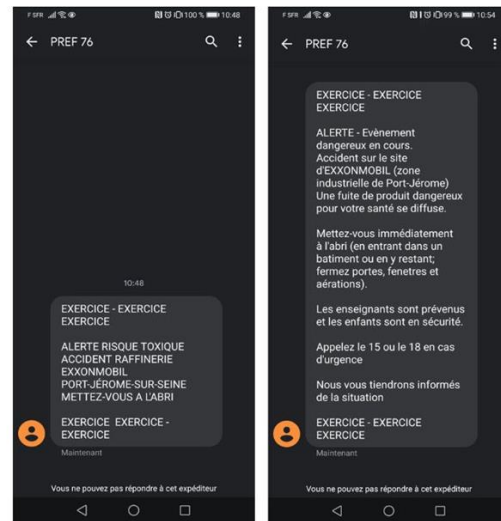 F SFR 100 % 10:48
PREF 76
10:48
EXERCICE - EXERCICE
EXERCICE
ALERTE RISQUE TOXIQUE
ACCIDENT RAFFINERIE
EXXONMOBIL
PORT-JÉROME-SUR-SEINE
METTEZ-VOUS A L'ABRI
EXERCICE EXERCICE -
EXERCICE
Maintenant
Vous ne pouvez pas répondre à cet expéditeur
F SFR 99 % 10:54
PREF 76
EXERCICE - EXERCICE
EXERCICE
ALERTE - Evènement
dangereux en cours.
Accident sur le site
d'EXXONMOBIL (zone
industrielle de Port-Jérome)
Une fuite de produit dangereux
pour votre santé se diffuse.
Mettez-vous immédiatement
à l'abri (en entrant dans un
batiment ou en y restant;
fermez portes, fenetres et
aérations).
Les enseignants sont prévenus
et les enfants sont en sécurité.
Appelez le 15 ou le 18 en cas
d'urgence
Nous vous tiendrons informés
de la situation
EXERCICE - EXERCICE
EXERCICE
Maintenant
Vous ne pouvez pas répondre à cet expéditeur